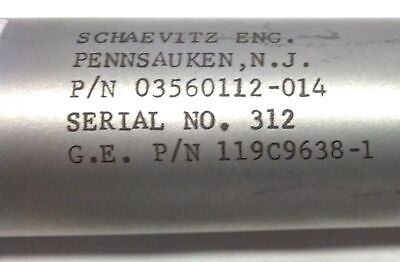 SCHAEVITZ ENG.
PENNSAUKEN,N.J.
P/N 03560112-014
SERIAL NO. 312
G.E. P/N 119C9638-1